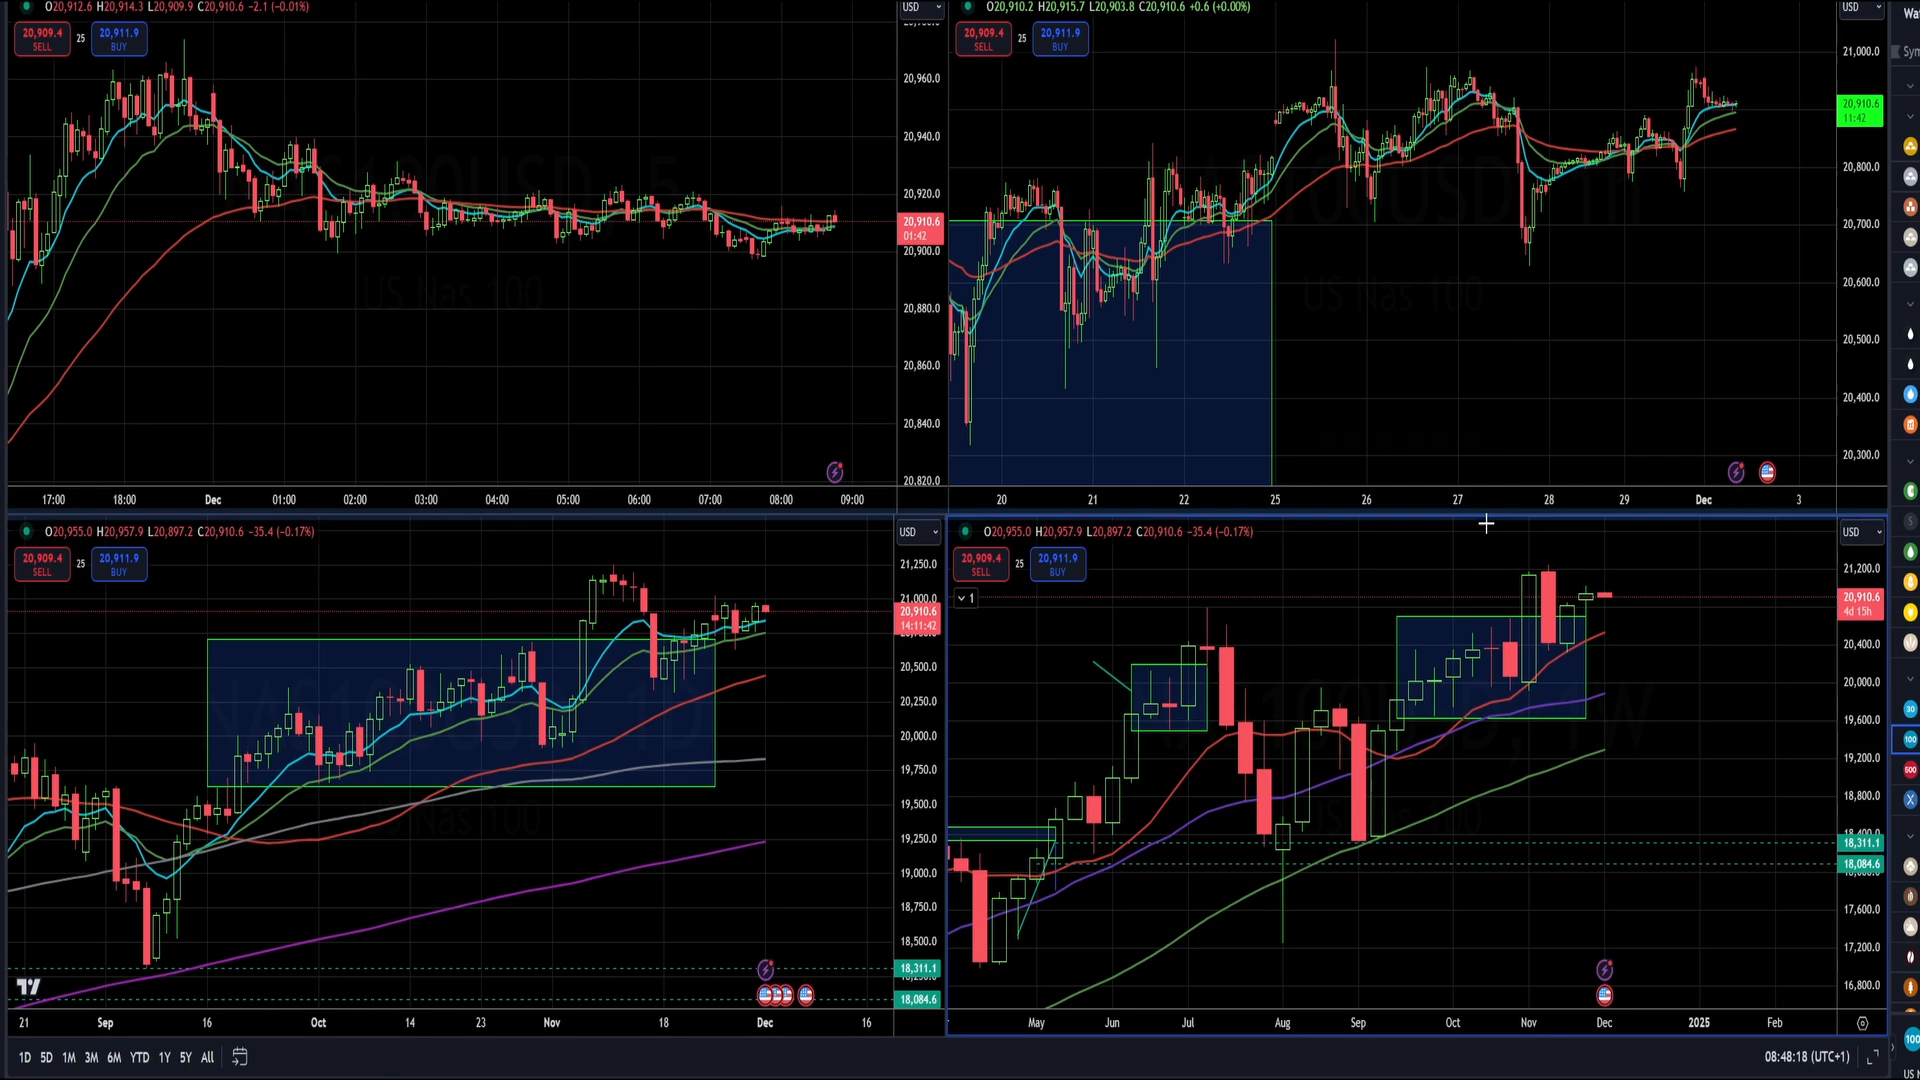 O20,912.6 H20,914.3 L20,909.9 C20,910.6 −2.1 (−0.01%)
USD
20,909.4
SELL
25
20,911.9
BUY
20,960.0
20,940.0
20,920.0
20,910.6
01:42
20,900.0
20,880.0
20,860.0
20,840.0
20,820.0
US Nas 100
17:00 18:00 Dec 01:00 02:00 03:00 04:00 05:00 06:00 07:00 08:00 09:00
O20,910.2 H20,915.7 L20,903.8 C20,910.6 +0.6 (+0.00%)
USD
20,909.4
SELL
25
20,911.9
BUY
21,000.0
20,910.6
11:42
20,800.0
20,700.0
20,600.0
20,500.0
20,400.0
20,300.0
US Nas 100
20 21 22 25 26 27 28 29 Dec 3
O20,955.0 H20,957.9 L20,897.2 C20,910.6 −35.4 (−0.17%)
USD
20,909.4
SELL
25
20,911.9
BUY
21,250.0
21,000.0
20,910.6
14:11:42
20,500.0
20,250.0
20,000.0
19,750.0
19,500.0
19,250.0
19,000.0
18,750.0
18,500.0
18,311.1
18,084.6
21 Sep 16 Oct 14 23 Nov 18 Dec 16
O20,955.0 H20,957.9 L20,897.2 C20,910.6 −35.4 (−0.17%)
USD
20,909.4
SELL
25
20,911.9
BUY
1
21,200.0
20,910.6
4d 15h
20,400.0
20,000.0
19,600.0
19,200.0
18,800.0
18,400.0
18,311.1
18,084.6
17,600.0
17,200.0
16,800.0
May Jun Jul Aug Sep Oct Nov Dec 2025 Feb
1D 5D 1M 3M 6M YTD 1Y 5Y All
08:48:18 (UTC+1)
Sym
30
100
500
100
US N